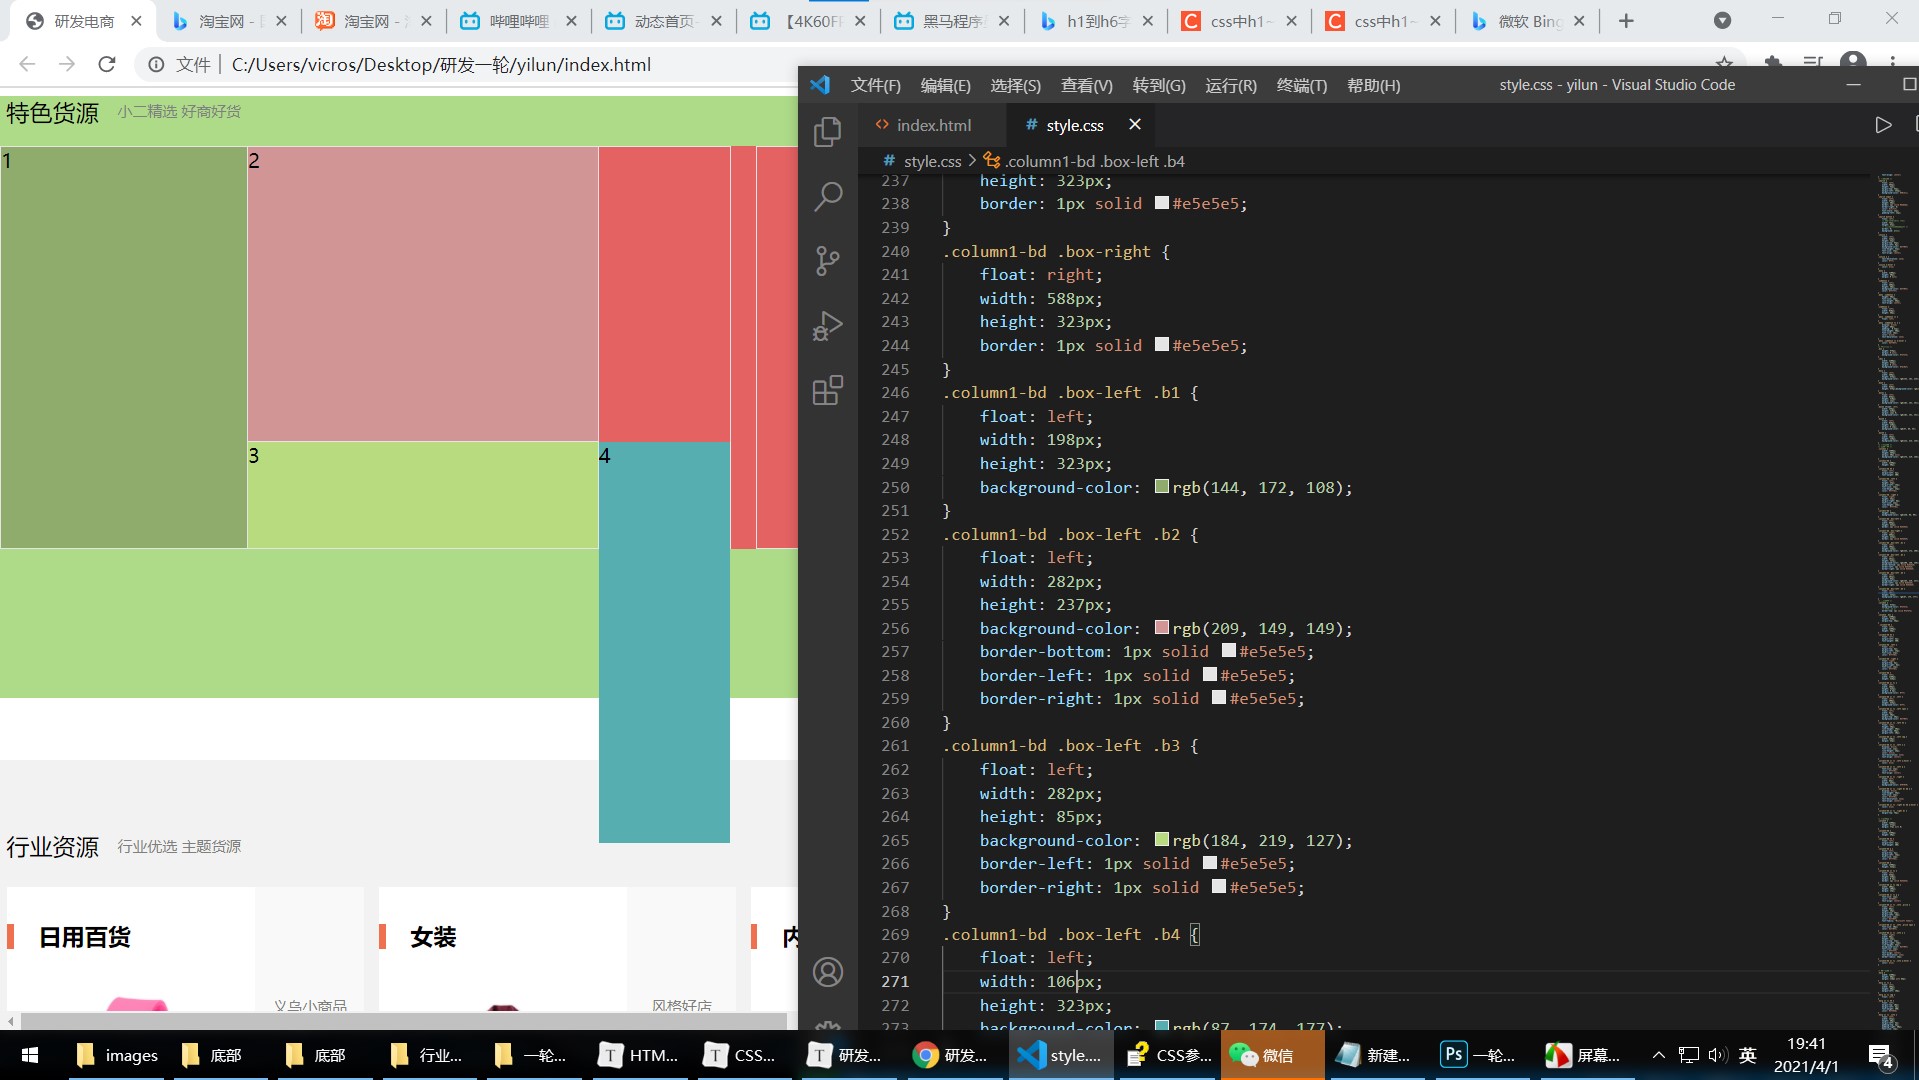 研发电商
淘宝网 -
淘宝网 -
哔哩哔哩
动态首页-
【4K60F
黑马程序
h1到h6字
css中h1~
css中h1~
微软 Bing
文件 | C:/Users/vicros/Desktop/研发一轮/yilun/index.html
特色货源 小二精选 好商好货
1
2
3
4
行业资源 行业优选 主题货源
日用百货
女装
义乌小商品
风格好店
文件(F) 编辑(E) 选择(S) 查看(V) 转到(G) 运行(R) 终端(T) 帮助(H)
style.css - yilun - Visual Studio Code
<> index.html
# style.css
# style.css > .column1-bd .box-left .b4
237 height: 323px;
238 border: 1px solid #e5e5e5;
239 }
240 .column1-bd .box-right {
241 float: right;
242 width: 588px;
243 height: 323px;
244 border: 1px solid #e5e5e5;
245 }
246 .column1-bd .box-left .b1 {
247 float: left;
248 width: 198px;
249 height: 323px;
250 background-color: rgb(144, 172, 108);
251 }
252 .column1-bd .box-left .b2 {
253 float: left;
254 width: 282px;
255 height: 237px;
256 background-color: rgb(209, 149, 149);
257 border-bottom: 1px solid #e5e5e5;
258 border-left: 1px solid #e5e5e5;
259 border-right: 1px solid #e5e5e5;
260 }
261 .column1-bd .box-left .b3 {
262 float: left;
263 width: 282px;
264 height: 85px;
265 background-color: rgb(184, 219, 127);
266 border-left: 1px solid #e5e5e5;
267 border-right: 1px solid #e5e5e5;
268 }
269 .column1-bd .box-left .b4 {
270 float: left;
271 width: 106px;
272 height: 323px;
273 background-color: rgb(87, 174, 177);
images
底部
底部
行业...
一轮...
HTM...
CSS...
研发...
研发...
style....
CSS参...
微信
新建...
一轮...
屏幕...
英
19:41
2021/4/1
4